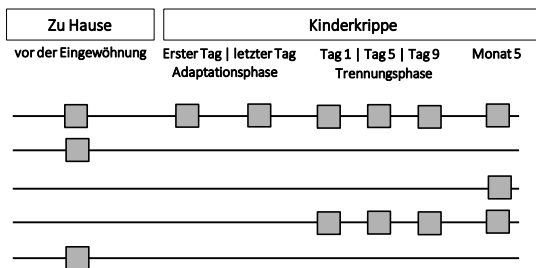 Zu Hause
Kinderkrippe
vor der Eingewöhnung
Erster Tag | letzter Tag
Adaptationsphase
Tag 1 | Tag 5 | Tag 9
Trennungsphase
Monat 5